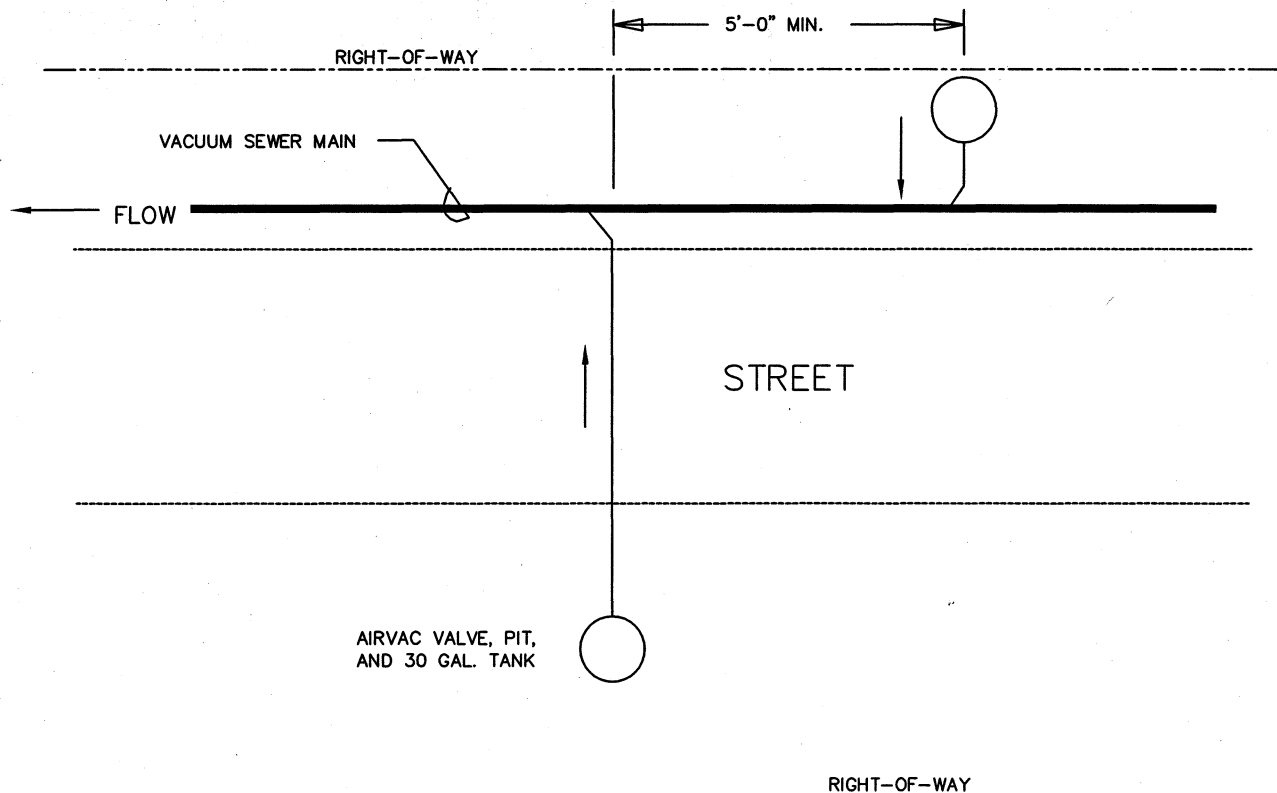 5'-0" MIN.
RIGHT-OF-WAY
VACUUM SEWER MAIN
FLOW
STREET
AIRVAC VALVE, PIT,
AND 30 GAL. TANK
RIGHT-OF-WAY